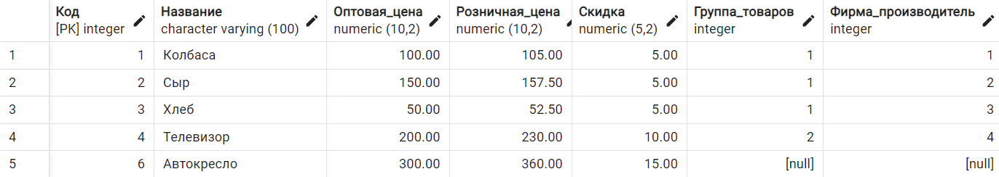 Код Название Оптовая_цена Розничная_цена Скидка Группа_товаров Фирма_производитель
[PK] integer character varying (100) numeric (10,2) numeric (10,2) numeric (5,2) integer integer
1 1 Колбаса 100.00 105.00 5.00 1 1
2 2 Сыр 150.00 157.50 5.00 1 2
3 3 Хлеб 50.00 52.50 5.00 1 3
4 4 Телевизор 200.00 230.00 10.00 2 4
5 6 Автокресло 300.00 360.00 15.00 [null] [null]